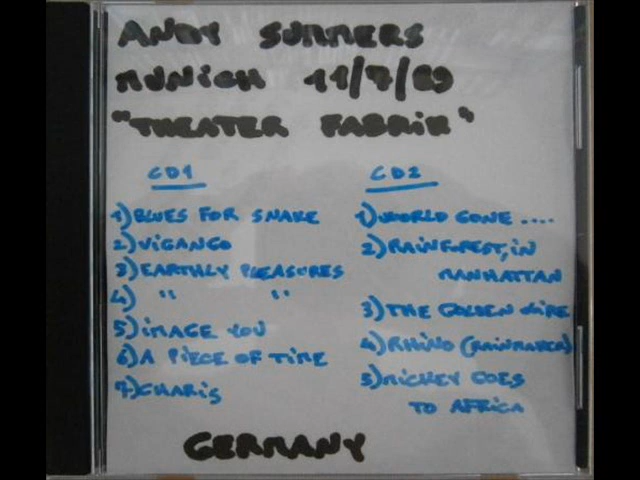 ANDY SUMMERS
MUNICH 11/7/89
"THEATER FABRIK"
CD1
1) BLUES FOR SNAKE
2) VIGANGO
3) EARTHLY PLEASURES
4) " "
5) IMAGE YOU
6) A PIECE OF TIME
7) CHARIS
CD2
1) WORLD GONE ....
2) RAINFOREST, IN
MANHATTAN
3) THE GOLDEN WIRE
4) RHINO (RAINMAKER)
5) MICKEY GOES
TO AFRICA
GERMANY